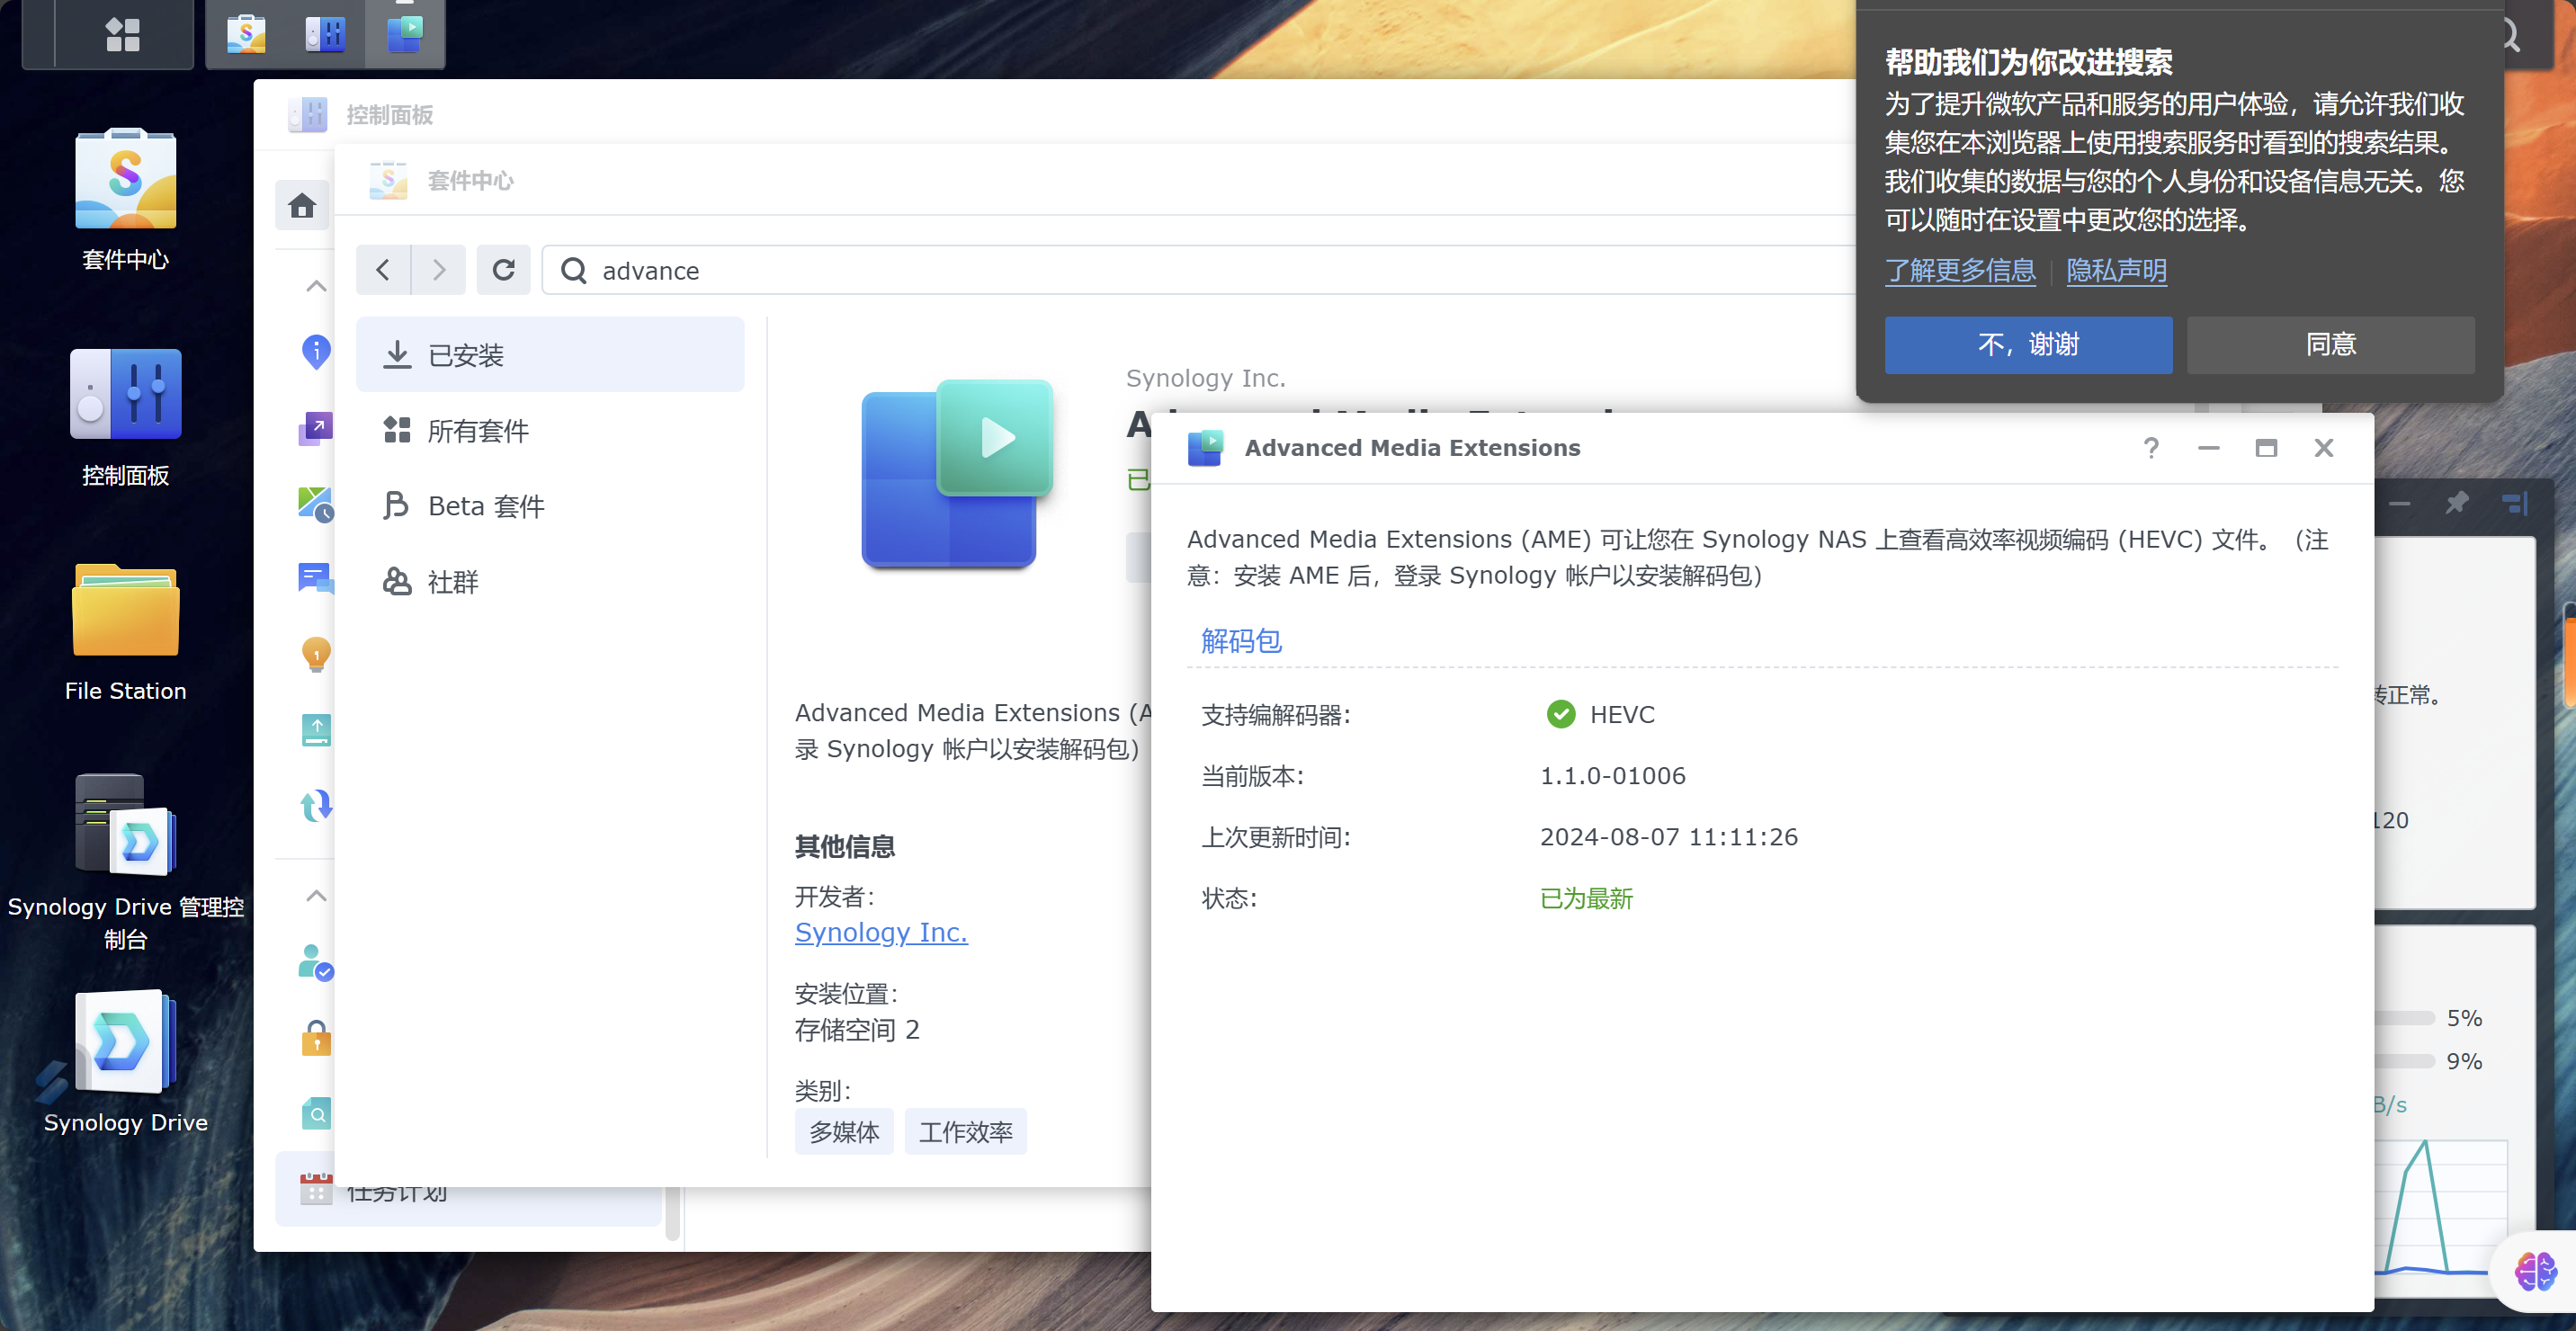 套件中心
控制面板
File Station
Synology Drive 管理控
制台
Synology Drive
控制面板
任务计划
套件中心
advance
已安装
所有套件
Beta 套件
社群
Synology Inc.
Advanced Media Extensions (A
录 Synology 帐户以安装解码包）
其他信息
开发者：
Synology Inc.
安装位置：
存储空间 2
类别：
多媒体 工作效率
帮助我们为你改进搜索
为了提升微软产品和服务的用户体验，请允许我们收
集您在本浏览器上使用搜索服务时看到的搜索结果。
我们收集的数据与您的个人身份和设备信息无关。您
可以随时在设置中更改您的选择。
了解更多信息 | 隐私声明
不，谢谢 同意
Advanced Media Extensions
Advanced Media Extensions (AME) 可让您在 Synology NAS 上查看高效率视频编码 (HEVC) 文件。（注
意：安装 AME 后，登录 Synology 帐户以安装解码包）
解码包
支持编解码器: HEVC
当前版本: 1.1.0-01006
上次更新时间: 2024-08-07 11:11:26
状态: 已为最新
转正常。
120
5%
9%
B/s